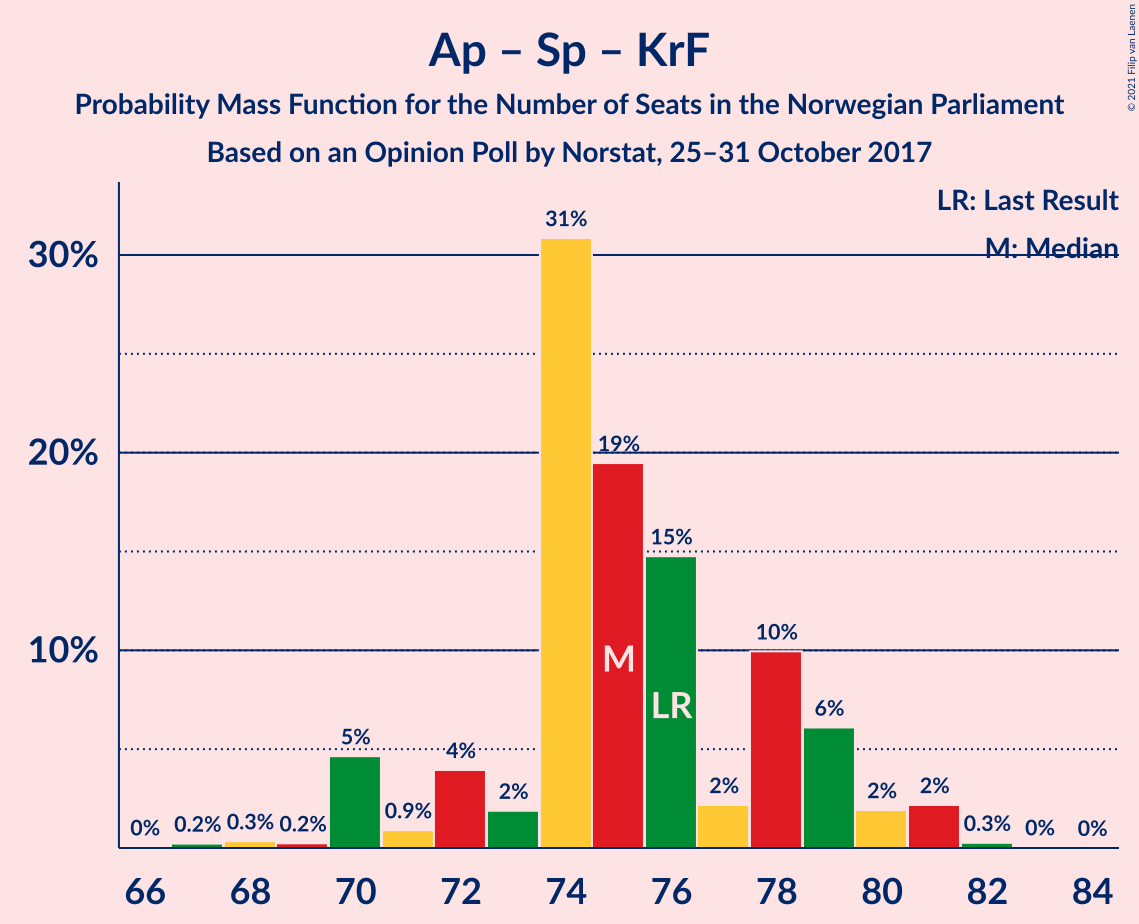 Ap – Sp – KrF
Probability Mass Function for the Number of Seats in the Norwegian Parliament
Based on an Opinion Poll by Norstat, 25–31 October 2017
© 2021 Filip van Laenen
LR: Last Result
M: Median
30%
20%
10%
0% 0.2% 0.3% 0.2% 5% 0.9% 4% 2% 31% 19% 15% 2% 10% 6% 2% 2% 0.3% 0% 0%
M
LR
66 68 70 72 74 76 78 80 82 84